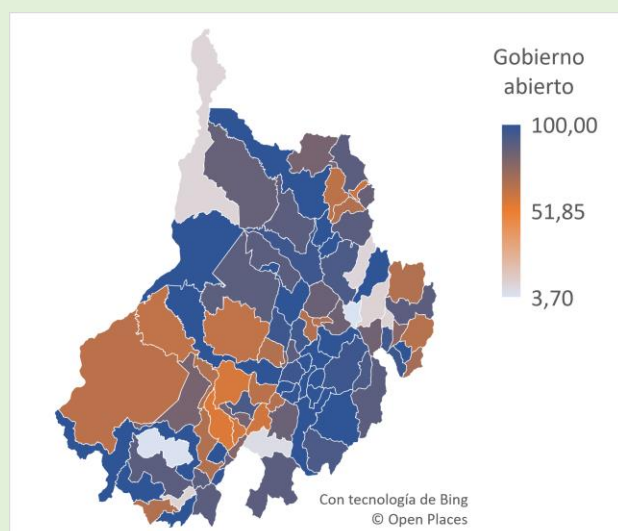 Gobierno
abierto
100,00
51,85
3,70
Con tecnología de Bing
© Open Places